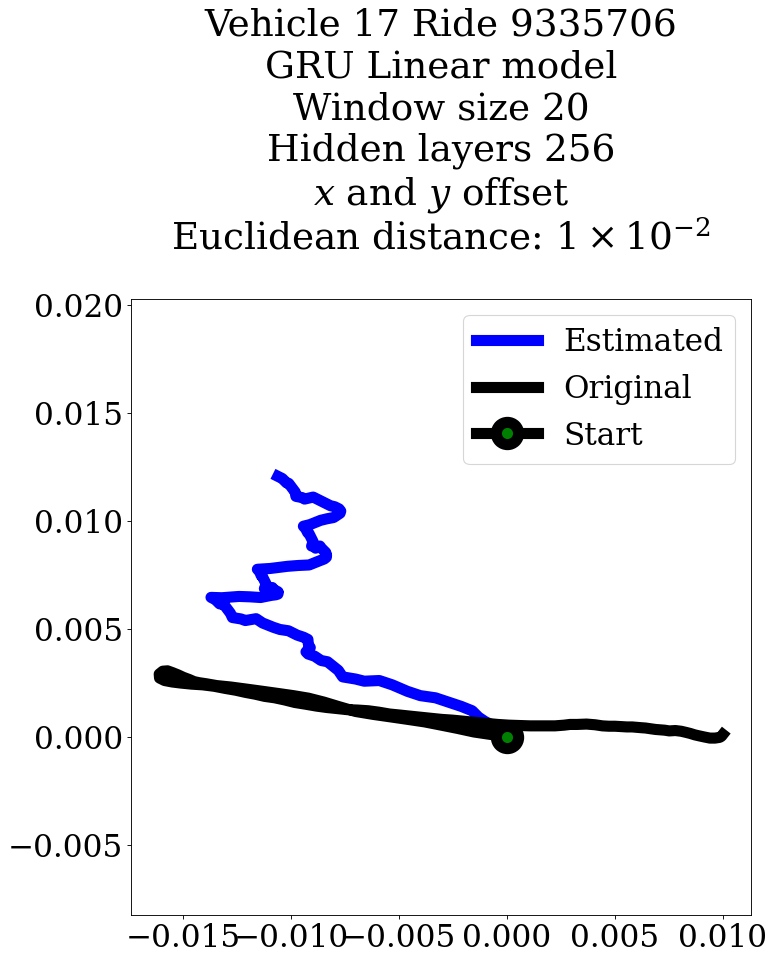 Vehicle 17 Ride 9335706
GRU Linear model
Window size 20
Hidden layers 256
x and y offset
Euclidean distance: 1 × 10⁻²
0.020
0.015
0.010
0.005
0.000
−0.005
Estimated
Original
Start
−0.015 −0.010 −0.005 0.000 0.005 0.010